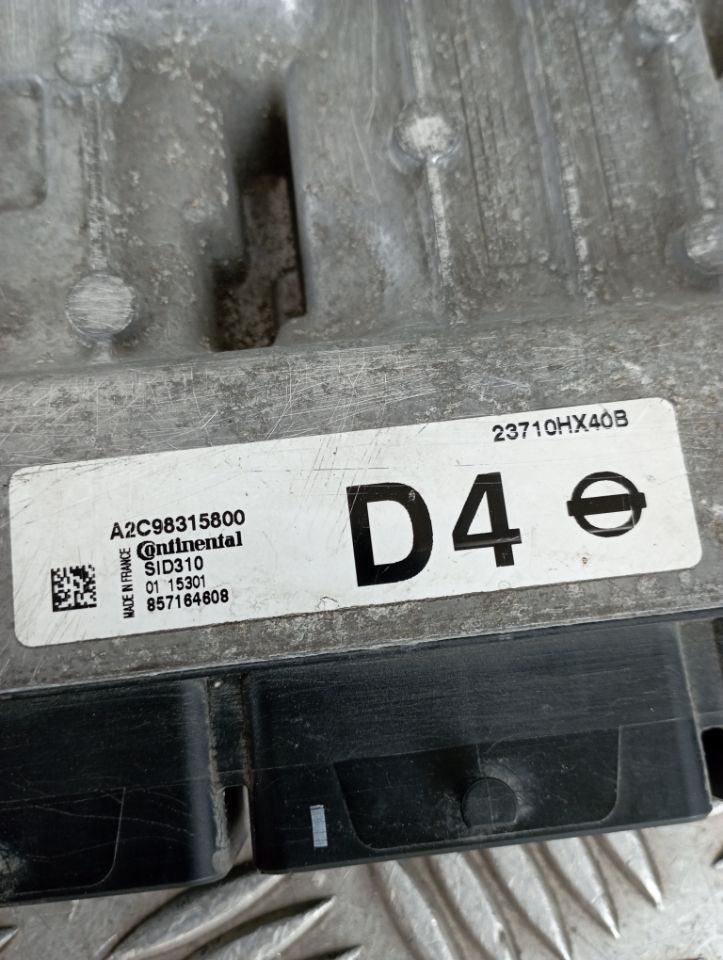 23710HX40B
A2C98315800
MADE IN FRANCE
Continental
SID310
01 15301
857164608
D4